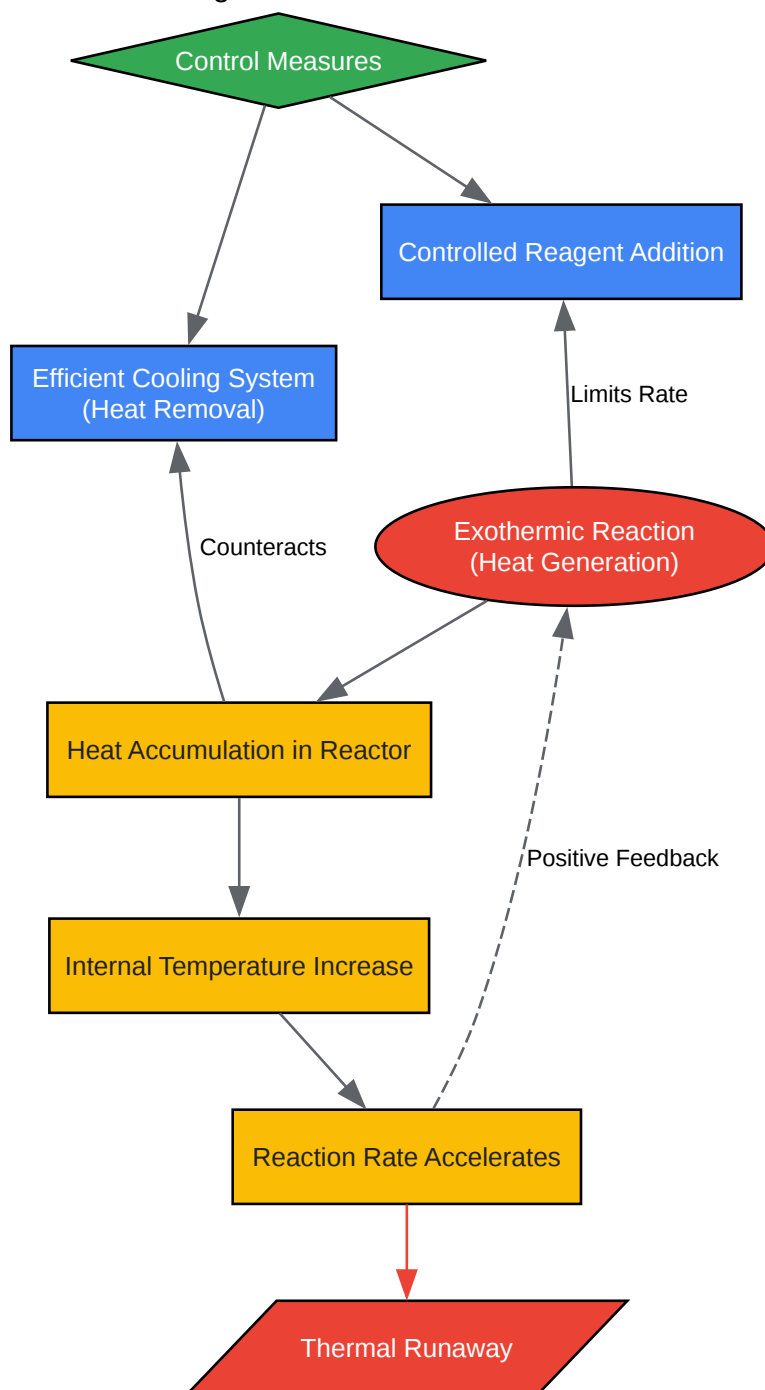 Control Measures
Controlled Reagent Addition
Efficient Cooling System
(Heat Removal)
Limits Rate
Exothermic Reaction
(Heat Generation)
Counteracts
Heat Accumulation in Reactor
Positive Feedback
Internal Temperature Increase
Reaction Rate Accelerates
Thermal Runaway